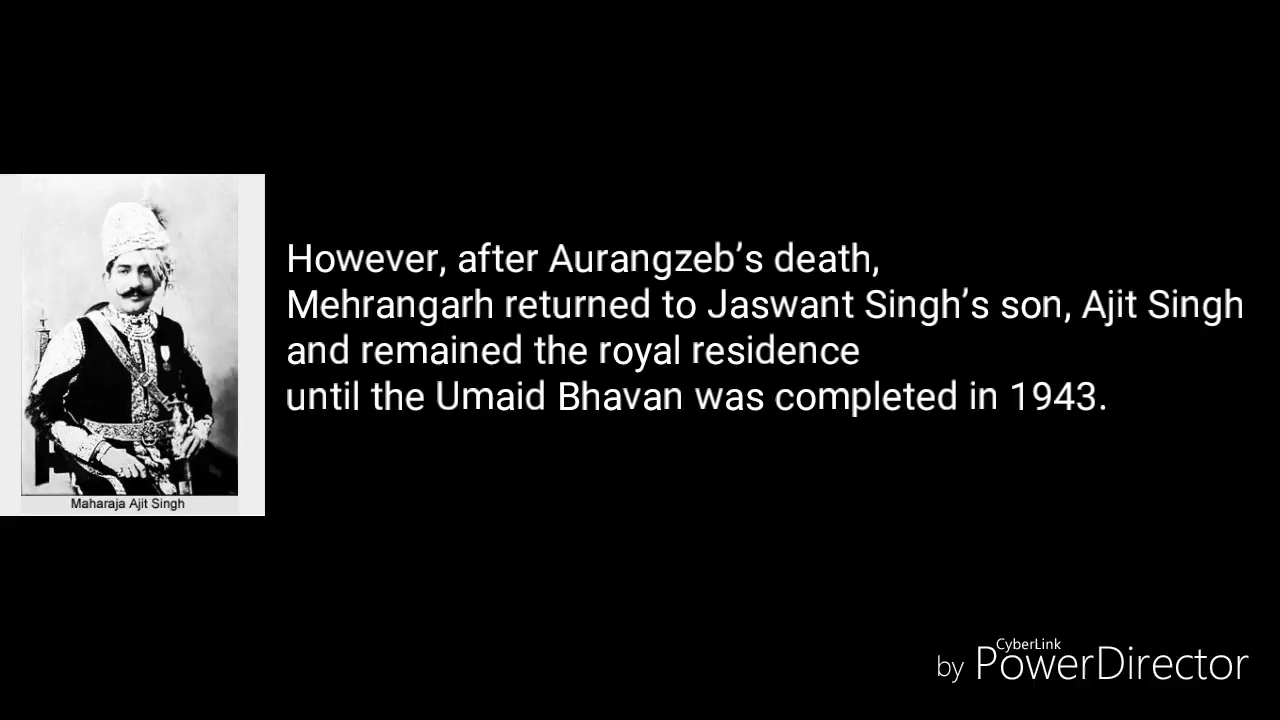 However, after Aurangzeb’s death,
Mehrangarh returned to Jaswant Singh’s son, Ajit Singh
and remained the royal residence
until the Umaid Bhavan was completed in 1943.
Maharaja Ajit Singh
CyberLink
by PowerDirector